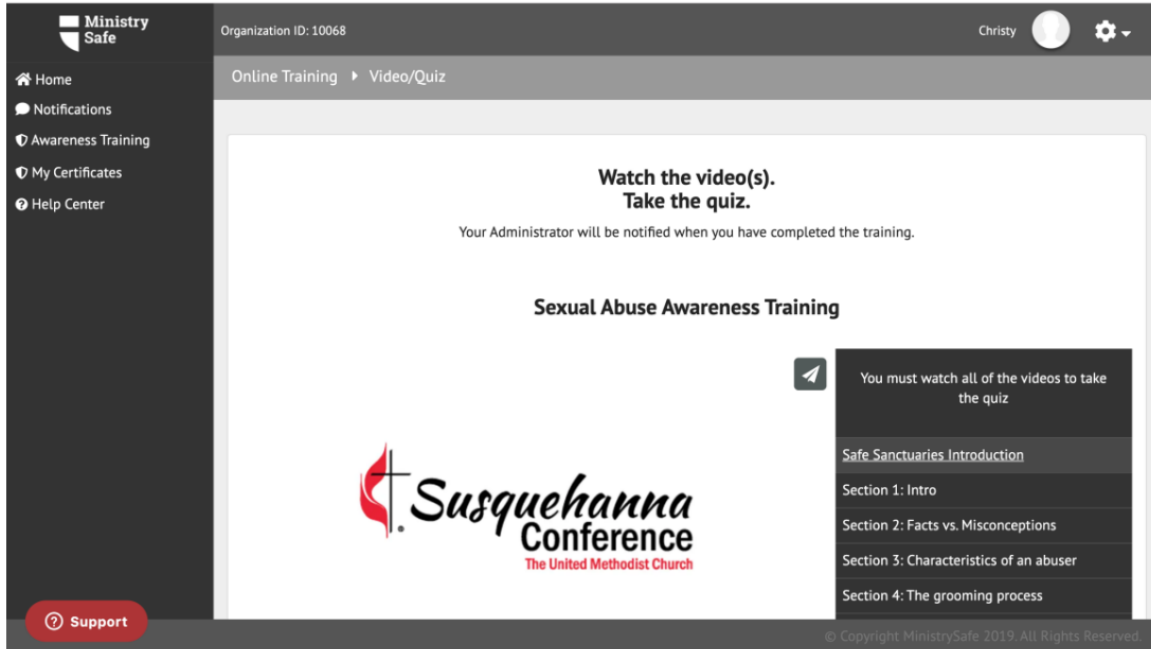 Ministry
Safe
Organization ID: 10068
Christy
Home
Notifications
Awareness Training
My Certificates
Help Center
Online Training
Video/Quiz
Watch the video(s).
Take the quiz.
Your Administrator will be notified when you have completed the training.
Sexual Abuse Awareness Training
You must watch all of the videos to take
the quiz
Safe Sanctuaries Introduction
Section 1: Intro
Section 2: Facts vs. Misconceptions
Section 3: Characteristics of an abuser
Section 4: The grooming process
Susquehanna
Conference
The United Methodist Church
Support
© Copyright MinistrySafe 2019. All Rights Reserved.